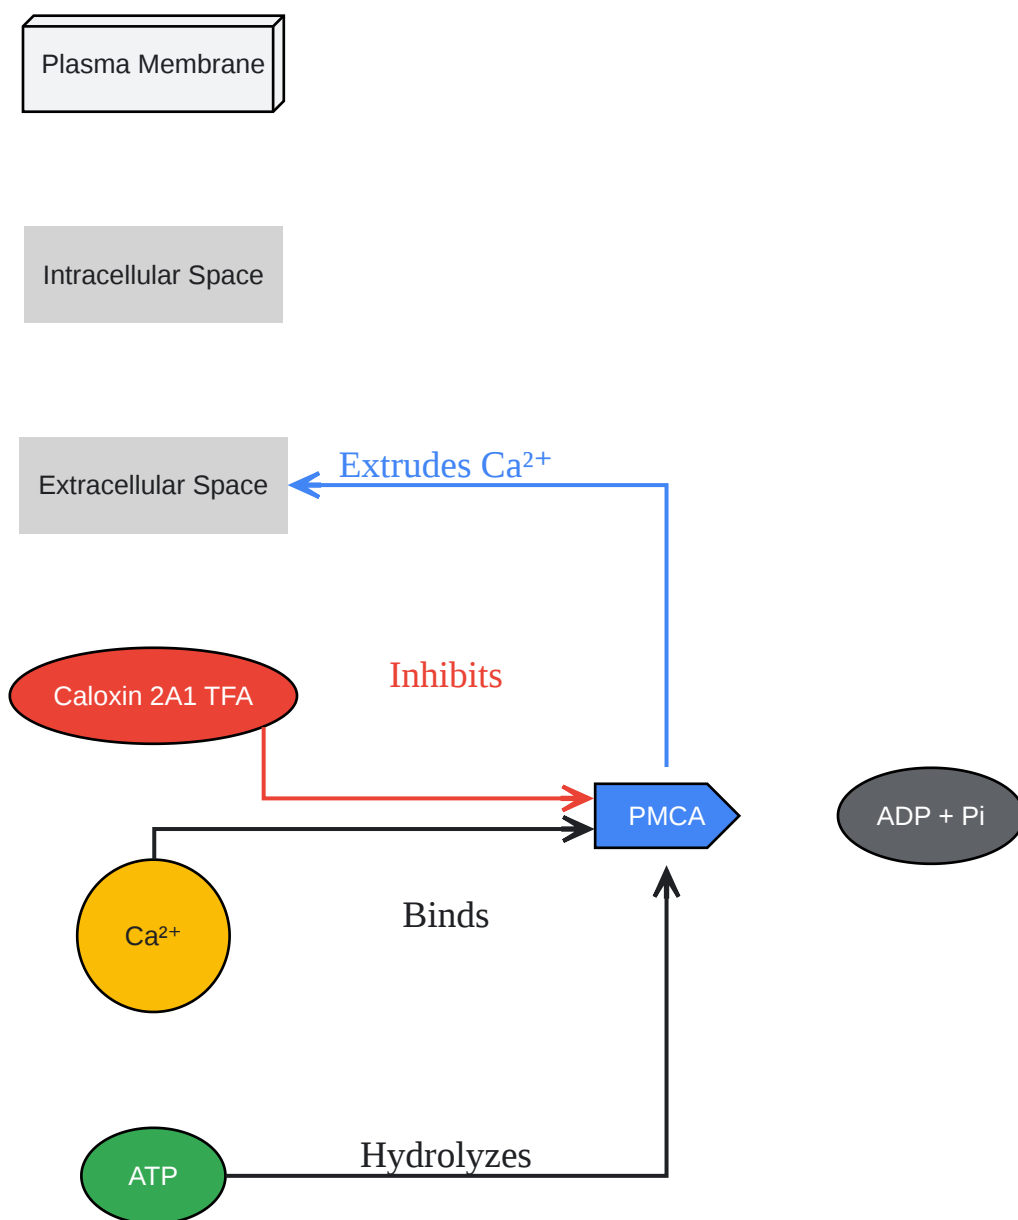 Plasma Membrane
Intracellular Space
Extracellular Space
Extrudes Ca²⁺
Caloxin 2A1 TFA
Inhibits
PMCA
ADP + Pi
Binds
Ca²⁺
ATP
Hydrolyzes